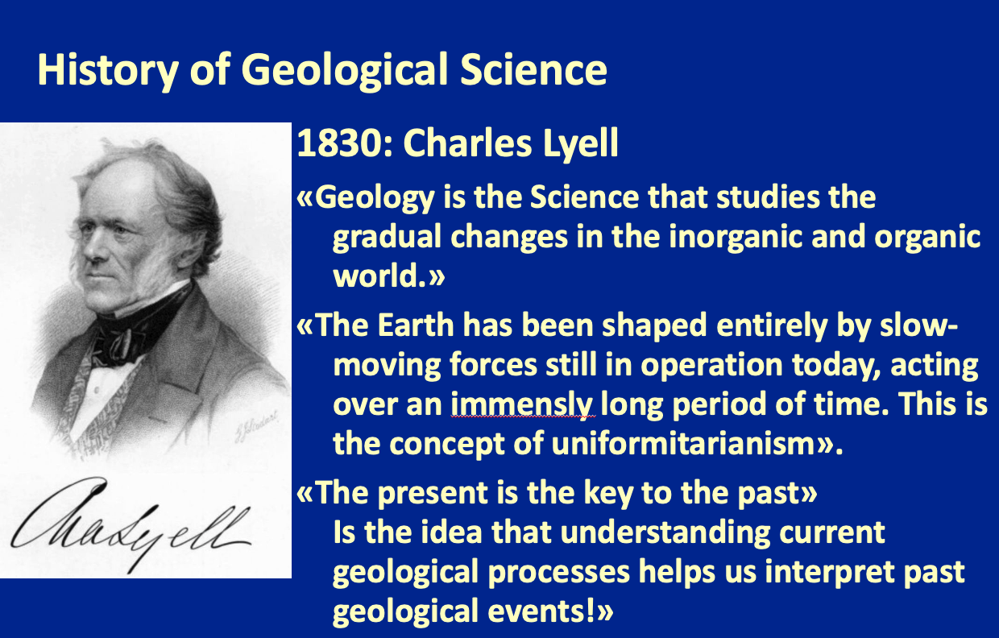 History of Geological Science
1830: Charles Lyell
«Geology is the Science that studies the
gradual changes in the inorganic and organic
world.»
«The Earth has been shaped entirely by slow-
moving forces still in operation today, acting
over an immensly long period of time. This is
the concept of uniformitarianism».
«The present is the key to the past»
Is the idea that understanding current
geological processes helps us interpret past
geological events!»
Cha Lyell